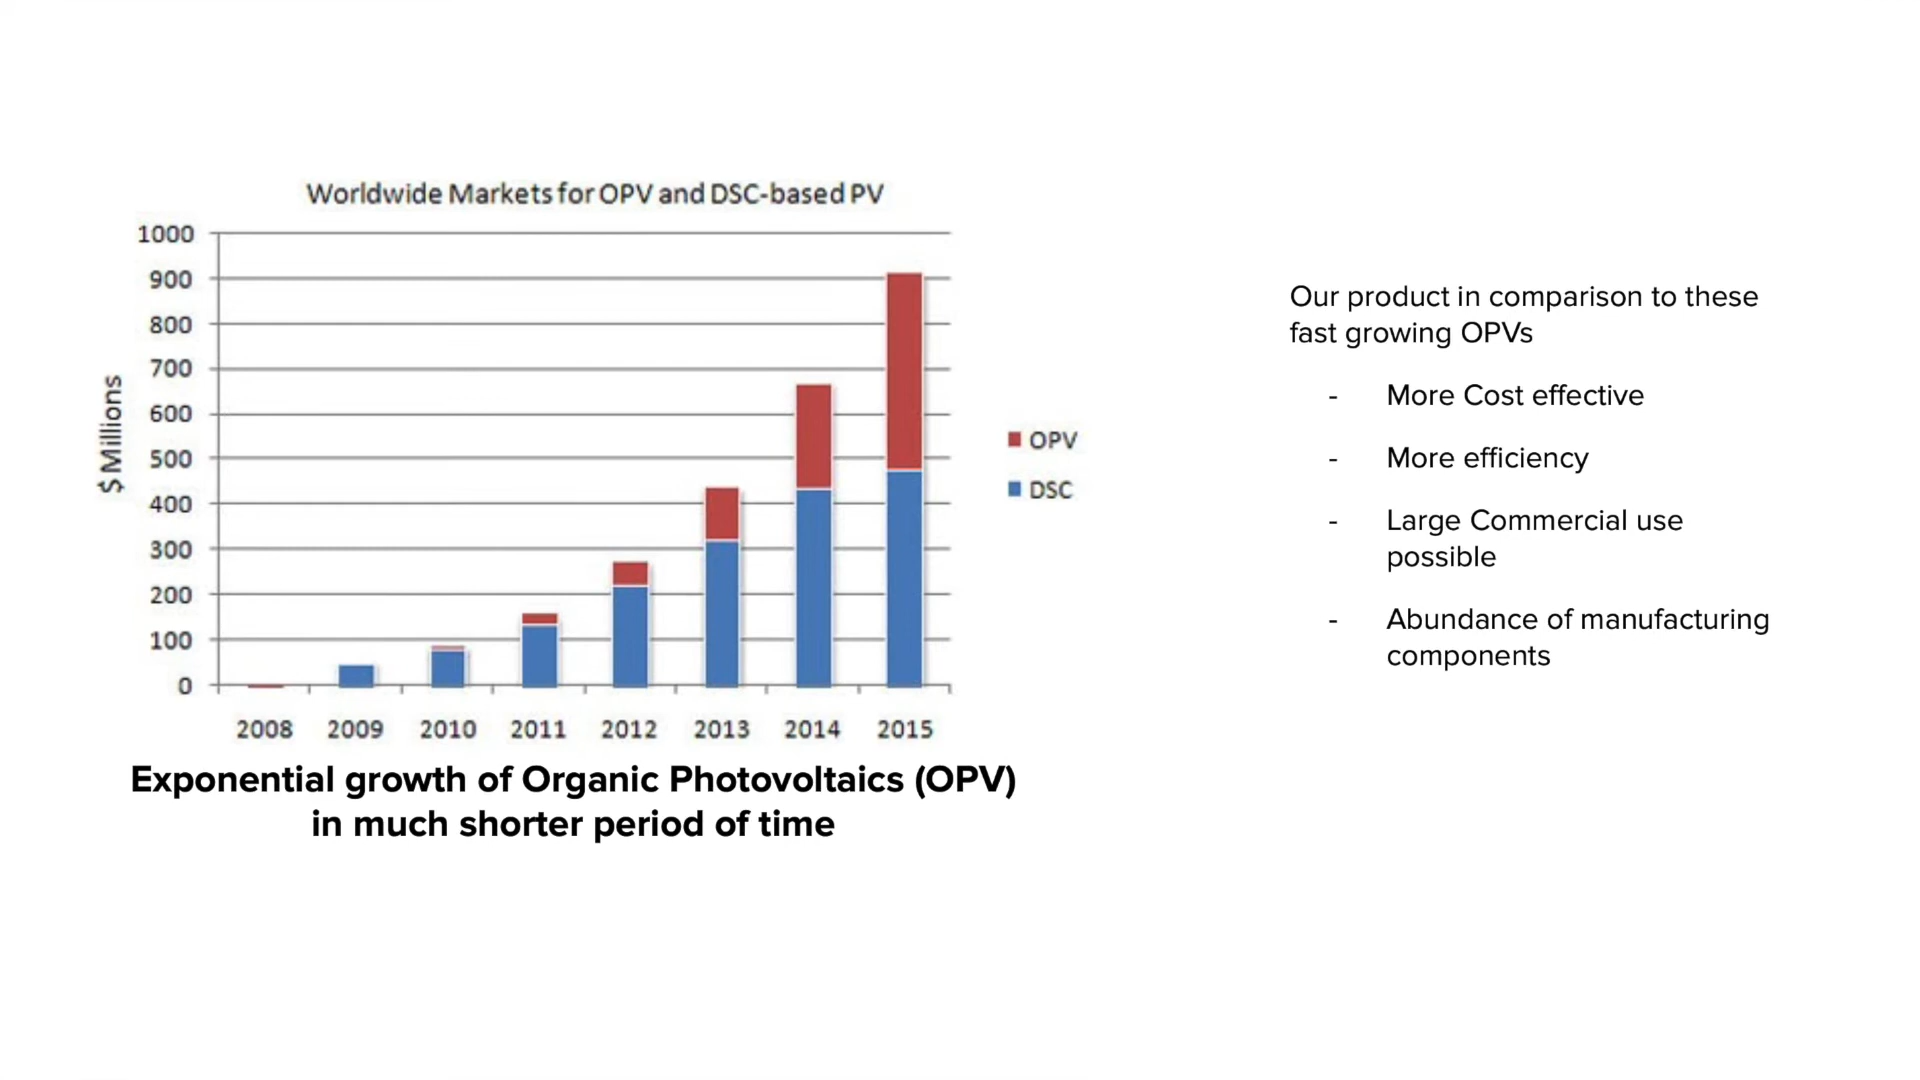 Worldwide Markets for OPV and DSC-based PV
1000
900
800
700
600
500
400
300
200
100
0
$ Millions
2008 2009 2010 2011 2012 2013 2014 2015
OPV
DSC
Exponential growth of Organic Photovoltaics (OPV)
in much shorter period of time
Our product in comparison to these
fast growing OPVs
- More Cost effective
- More efficiency
- Large Commercial use
possible
- Abundance of manufacturing
components